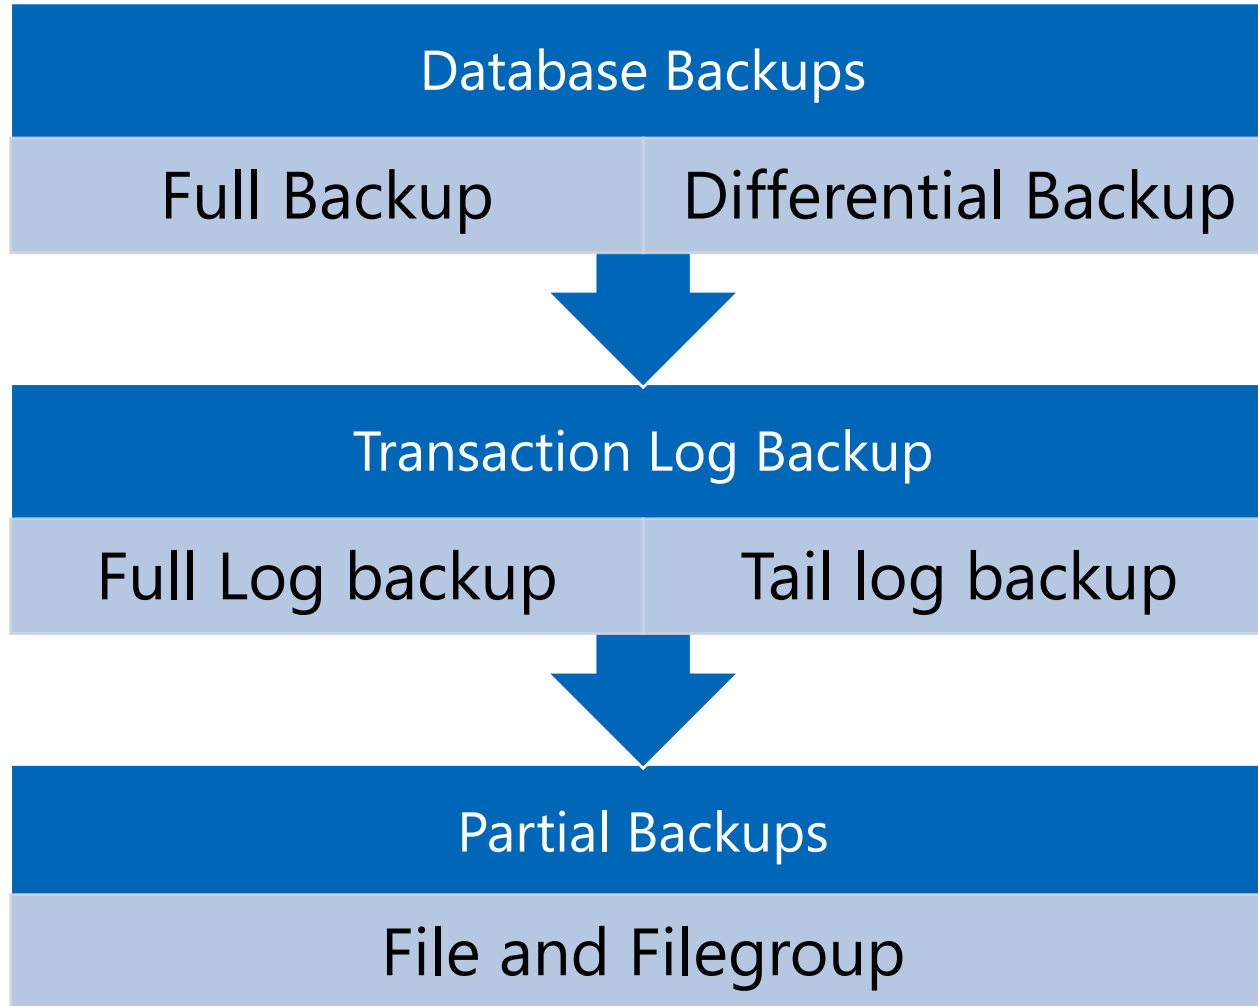 Database Backups
Full Backup
Differential Backup
Transaction Log Backup
Full Log backup
Tail log backup
Partial Backups
File and Filegroup